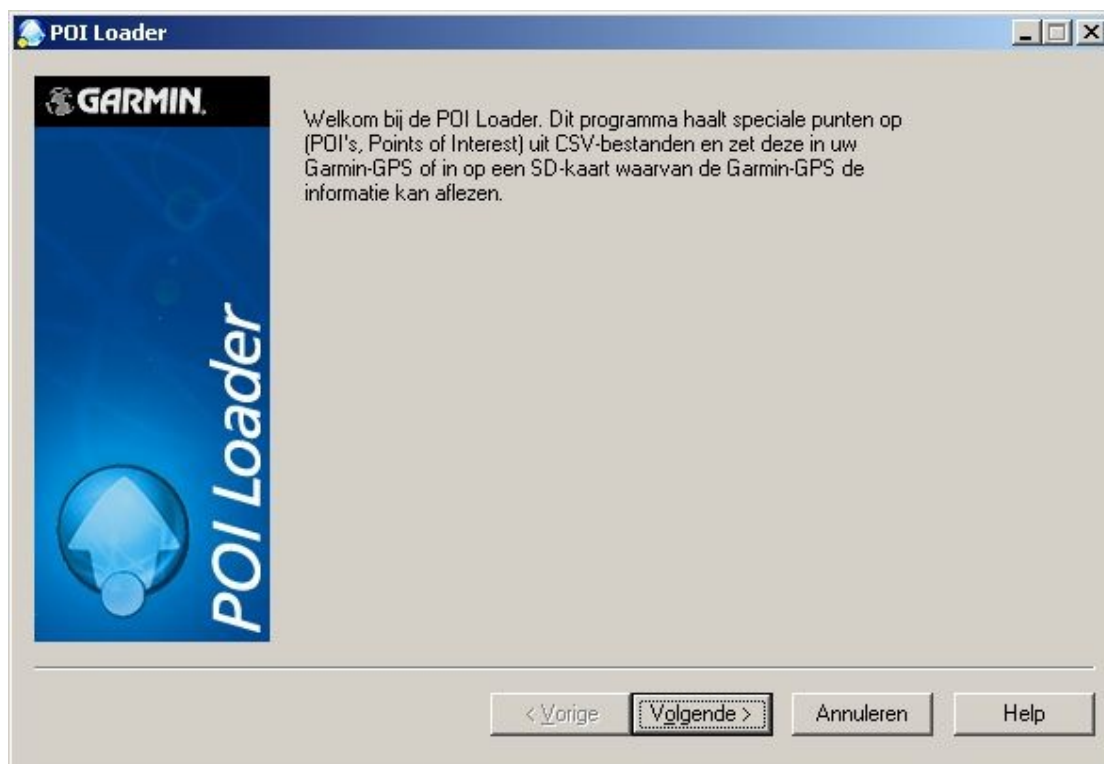 POI Loader
GARMIN.
POI Loader
Welkom bij de POI Loader. Dit programma haalt speciale punten op
(POI's, Points of Interest) uit CSV-bestanden en zet deze in uw
Garmin-GPS of in op een SD-kaart waarvan de Garmin-GPS de
informatie kan aflezen.
< Vorige
Volgende >
Annuleren
Help